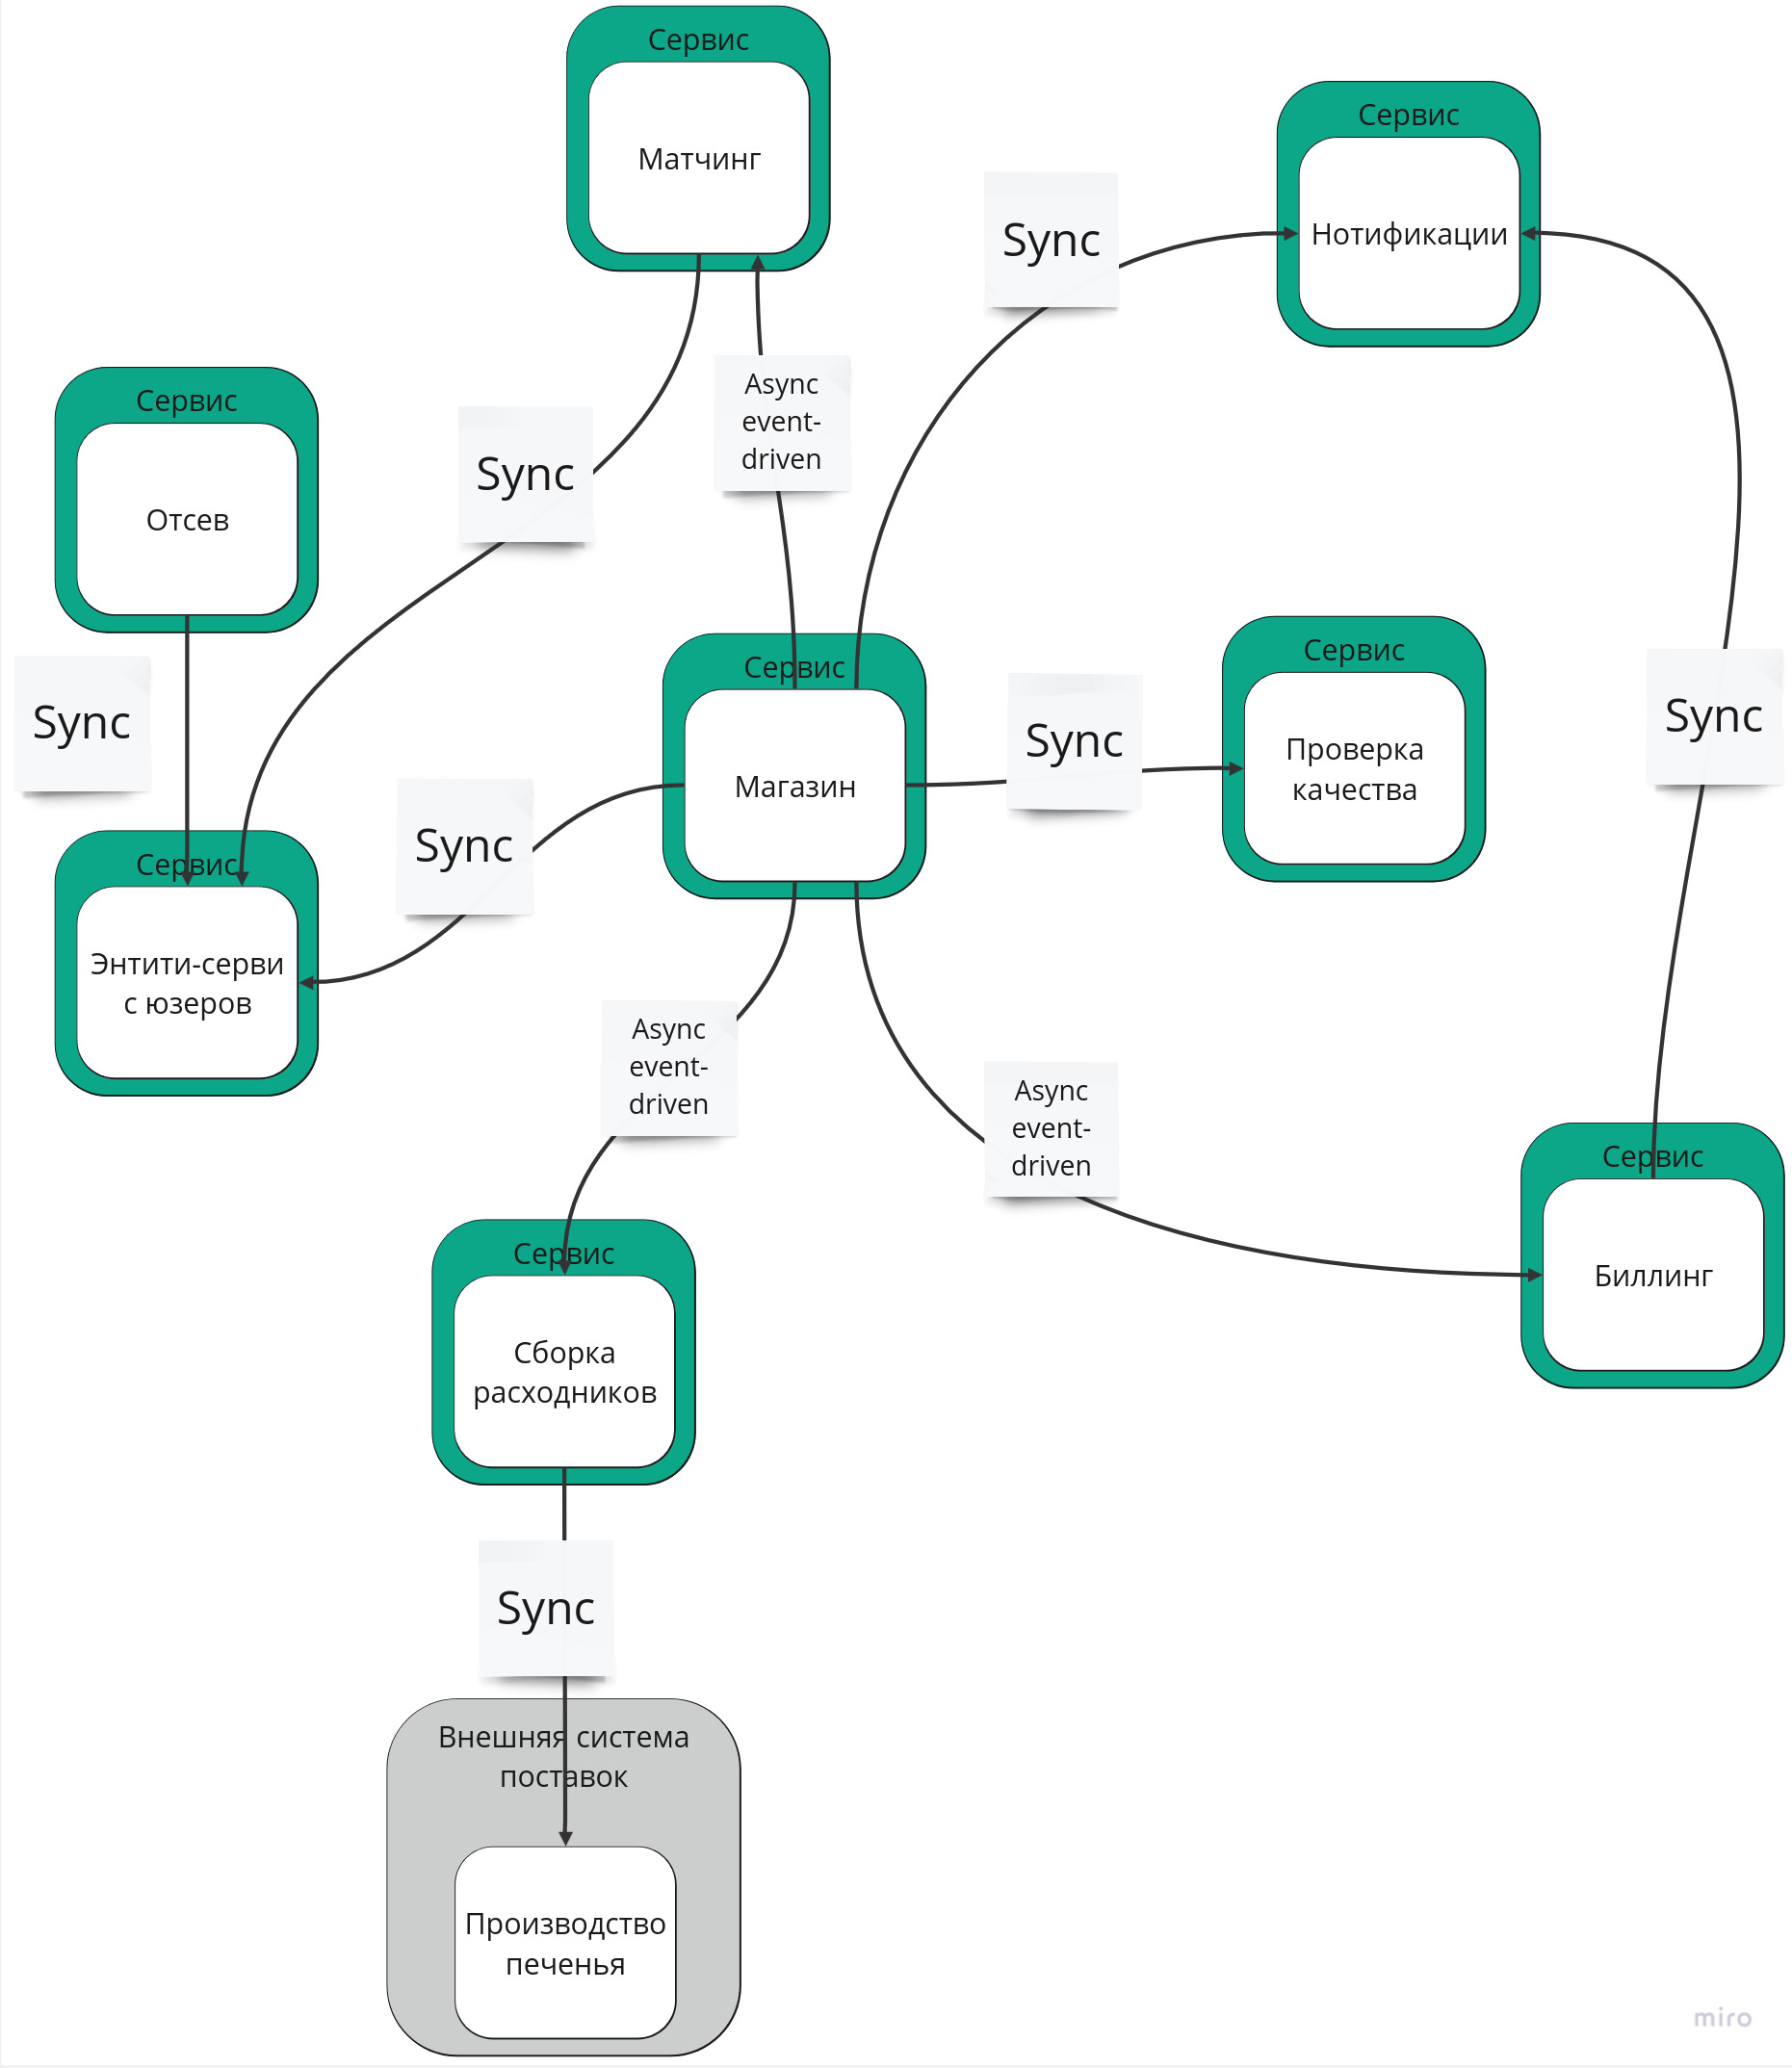 Сервис
Матчинг
Сервис
Нотификации
Sync
Async
event-
driven
Сервис
Отсев
Sync
Sync
Сервис
Магазин
Sync
Сервис
Проверка
качества
Sync
Sync
Сервис
Энтити-серви
с юзеров
Async
event-
driven
Async
event-
driven
Сервис
Биллинг
Сервис
Сборка
расходников
Sync
Внешняя система
поставок
Производство
печенья
miro